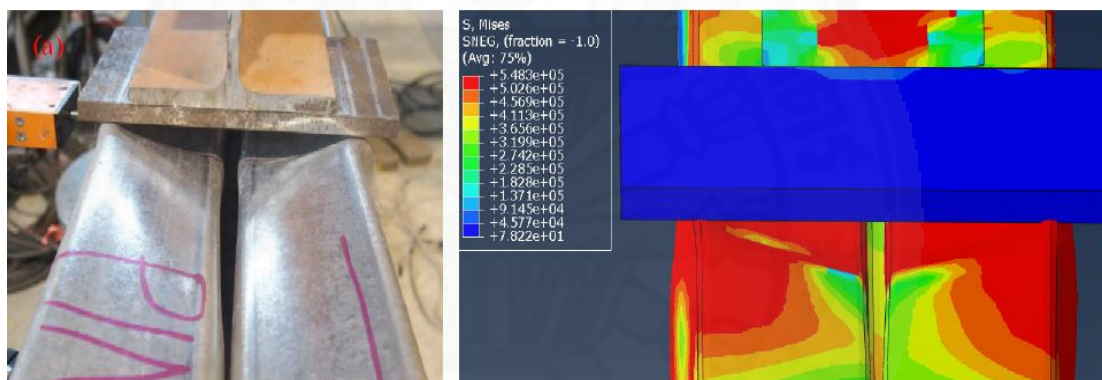 (a)
PIN
S, Mises
SNEG, (fraction = -1.0)
(Avg: 75%)
+5.483e+05
+5.026e+05
+4.569e+05
+4.113e+05
+3.656e+05
+3.199e+05
+2.742e+05
+2.285e+05
+1.828e+05
+1.371e+05
+9.145e+04
+4.577e+04
+7.822e+01